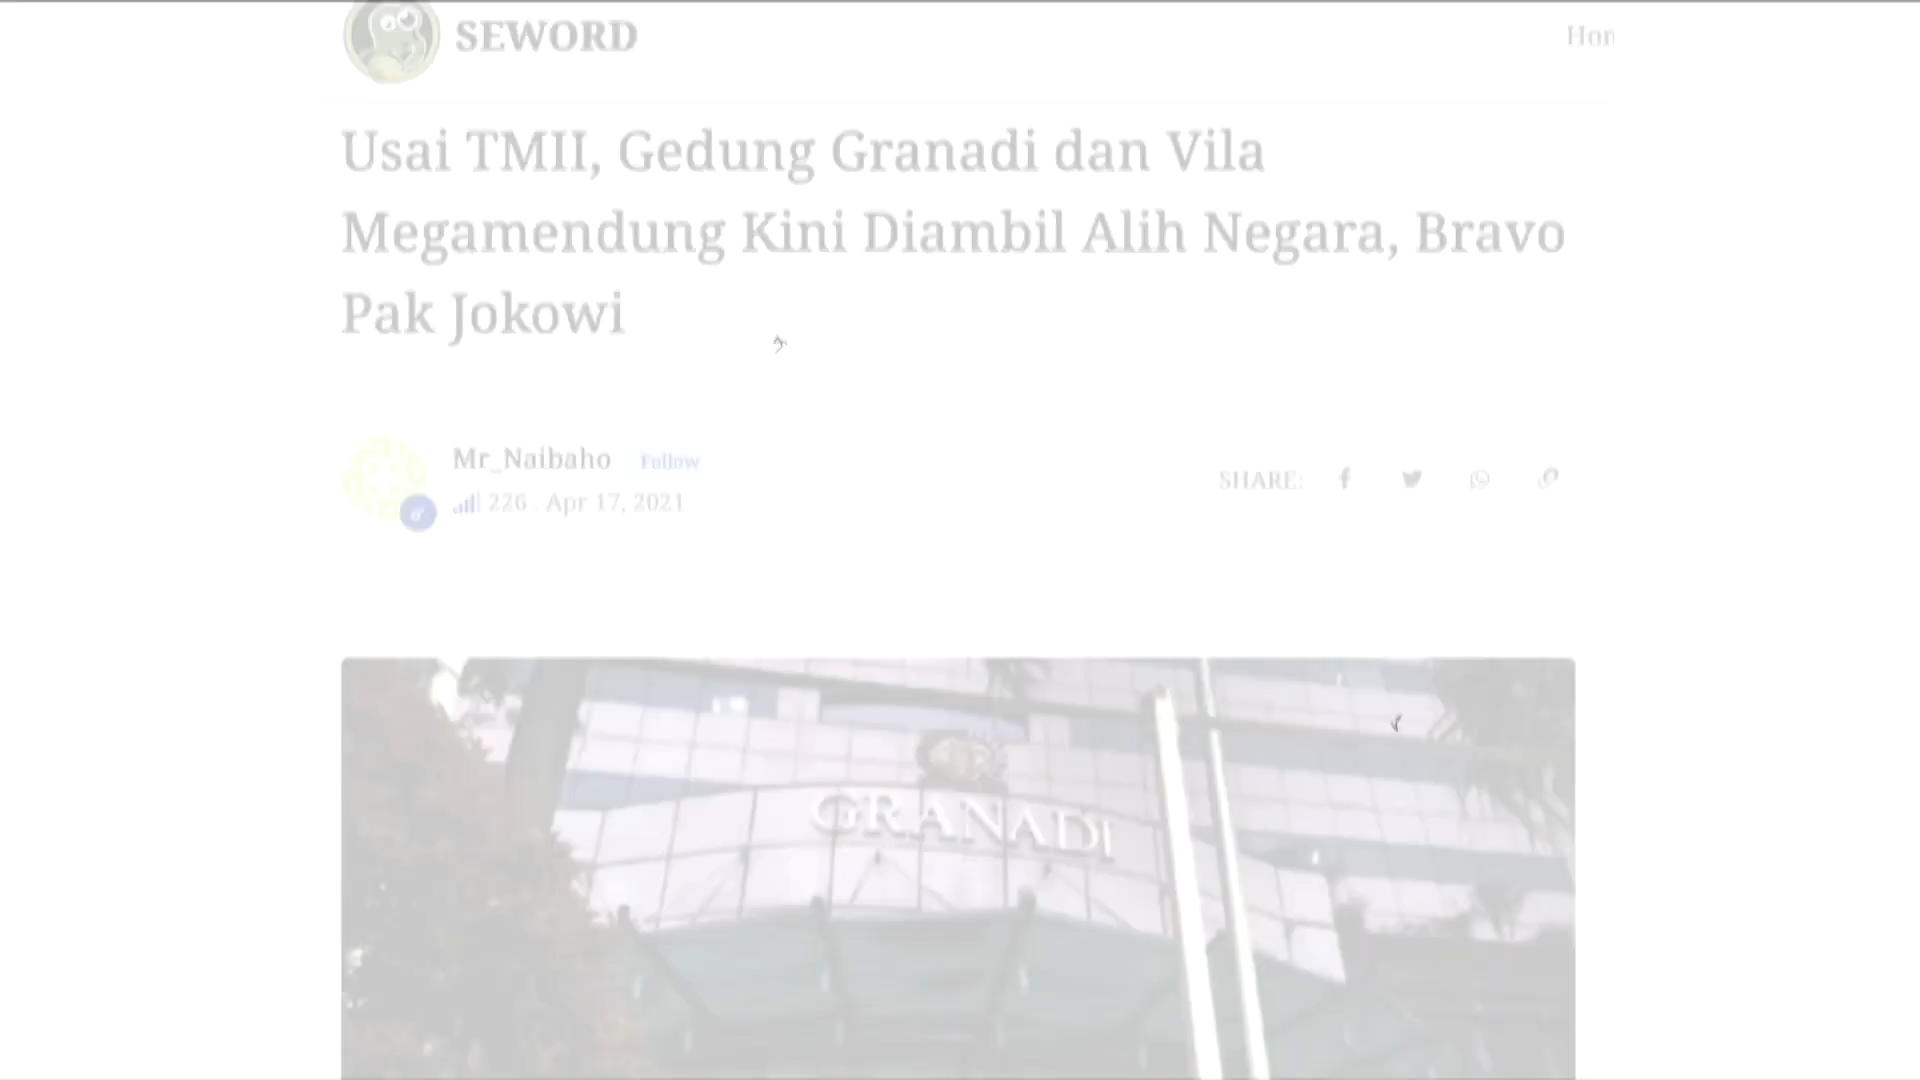 SEWORD
Hor
Usai TMII, Gedung Granadi dan Vila
Megamendung Kini Diambil Alih Negara, Bravo
Pak Jokowi
Mr_Naibaho Follow
226 . Apr 17, 2021
SHARE:
GRANADI